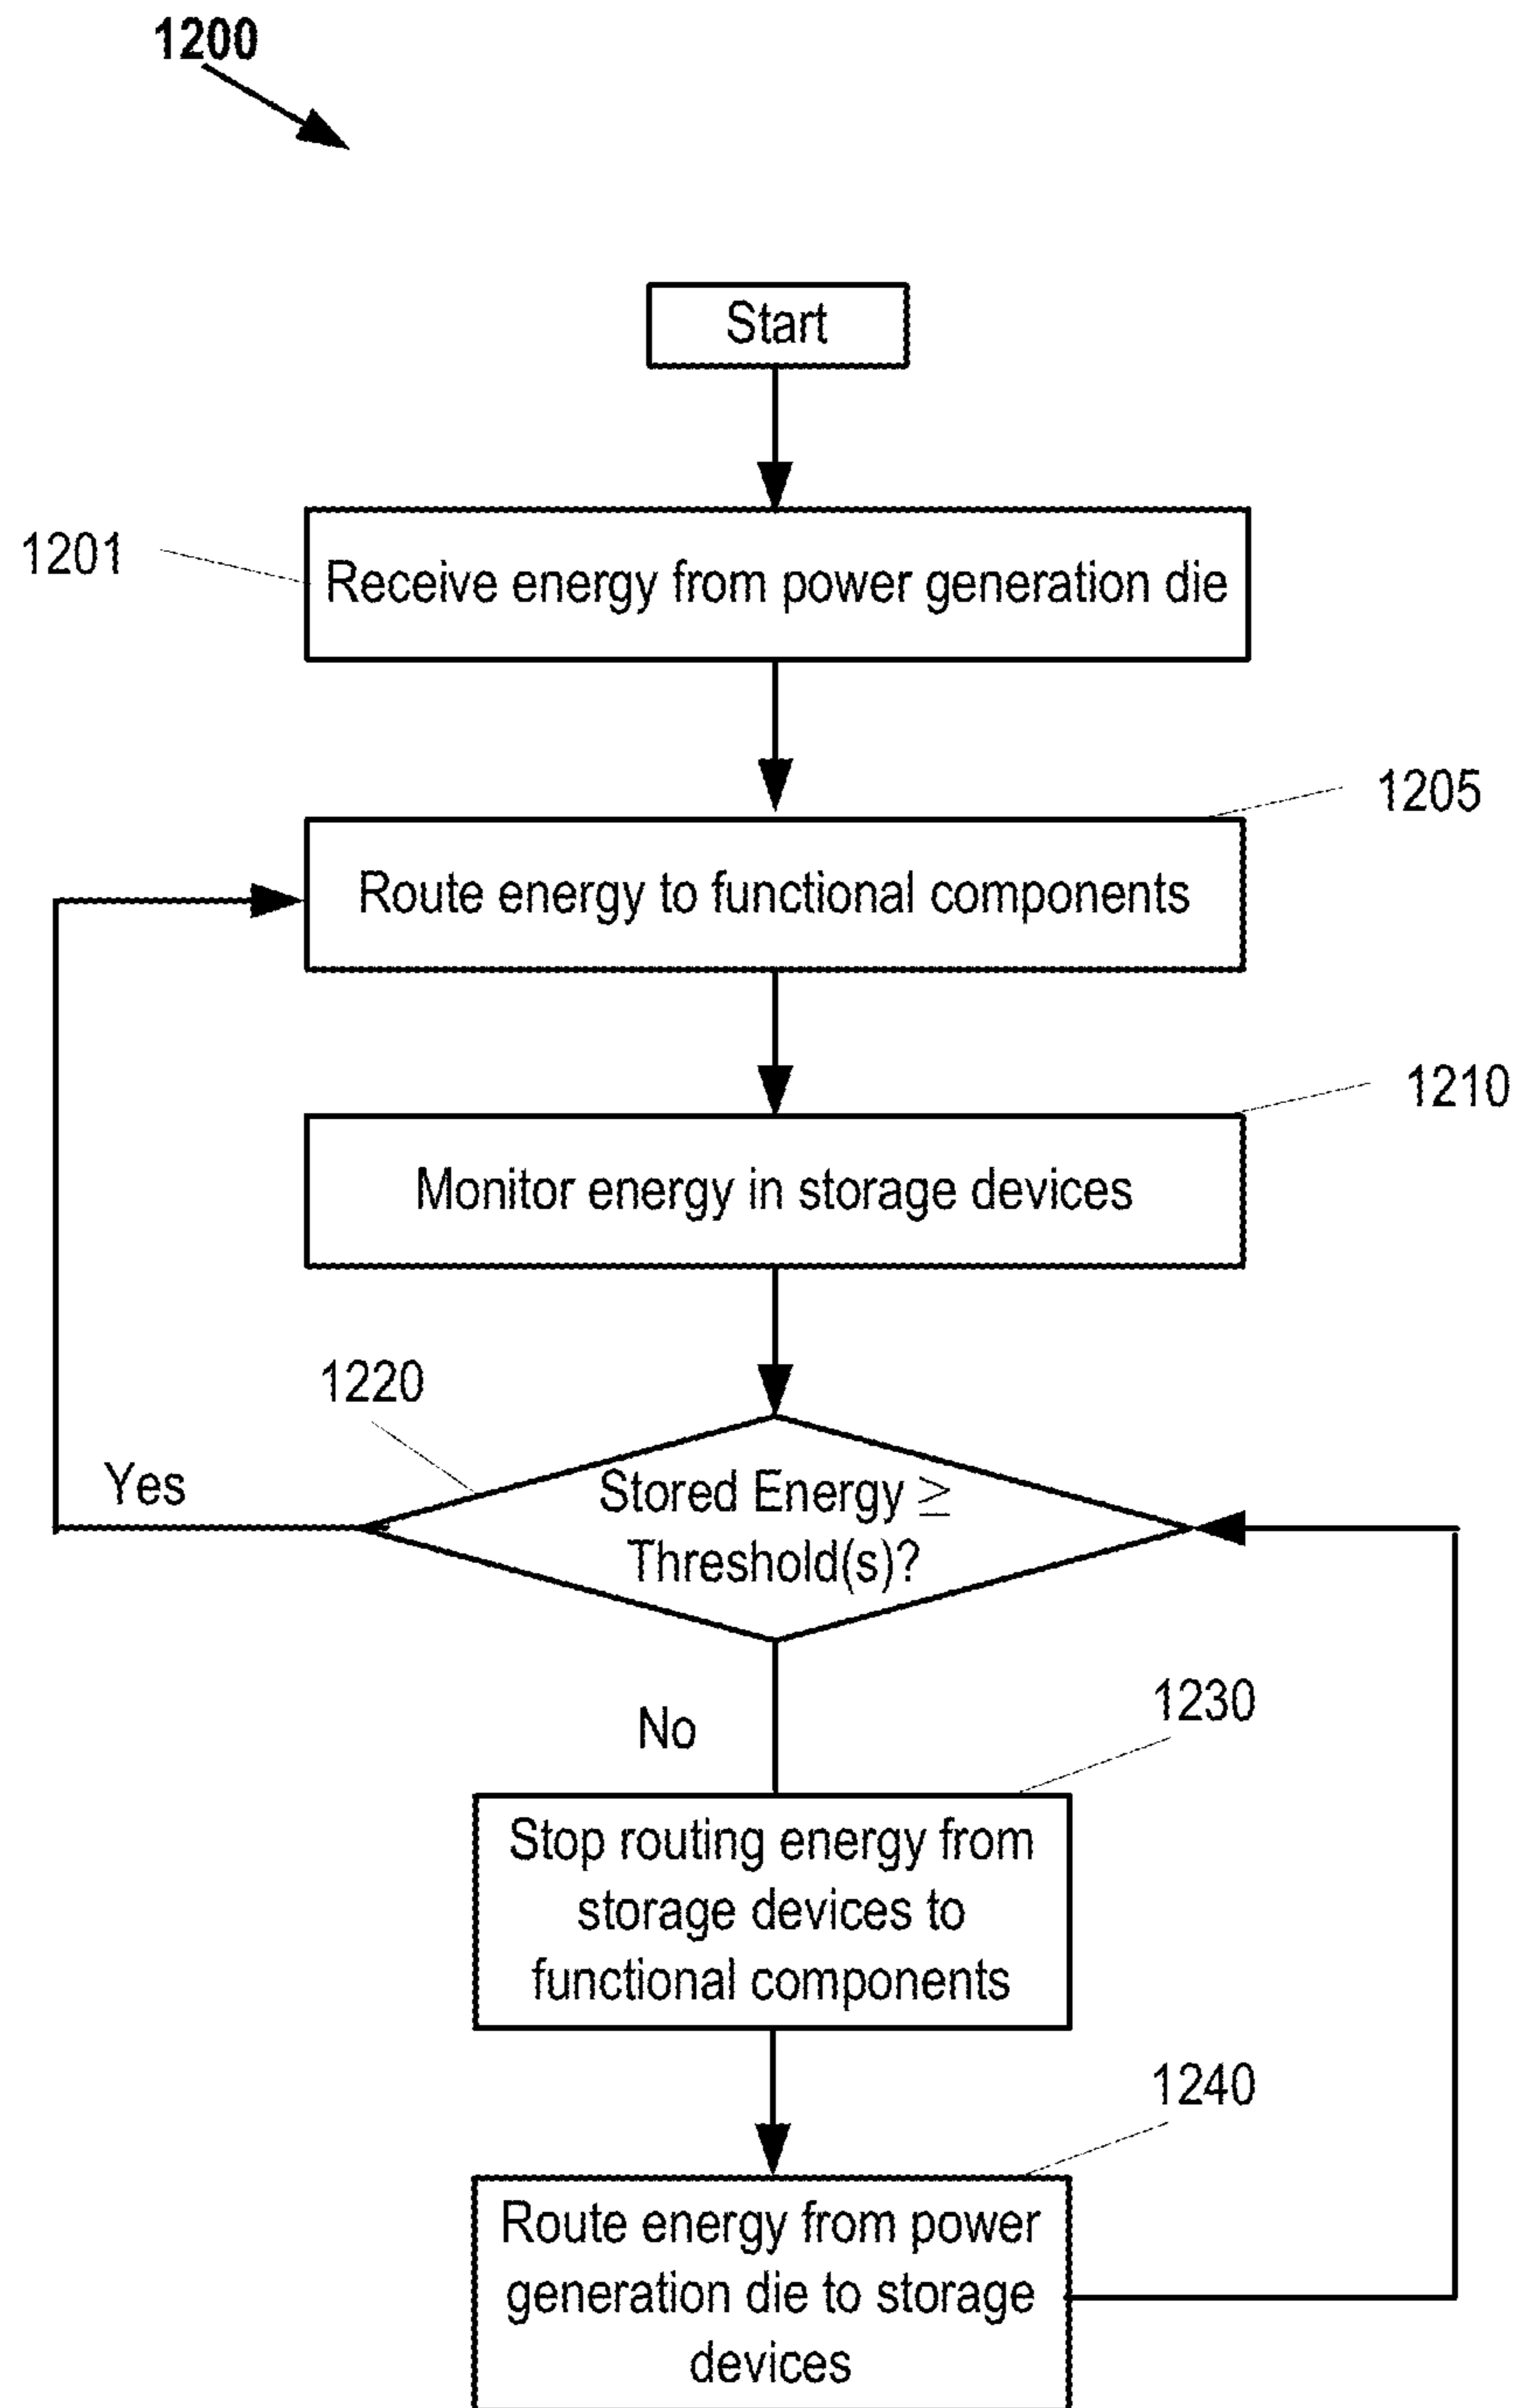 1200
Start
1201
Receive energy from power generation die
1205
Route energy to functional components
1210
Monitor energy in storage devices
1220
Yes
Stored Energy ≥
Threshold(s)?
No
1230
Stop routing energy from
storage devices to
functional components
1240
Route energy from power
generation die to storage
devices